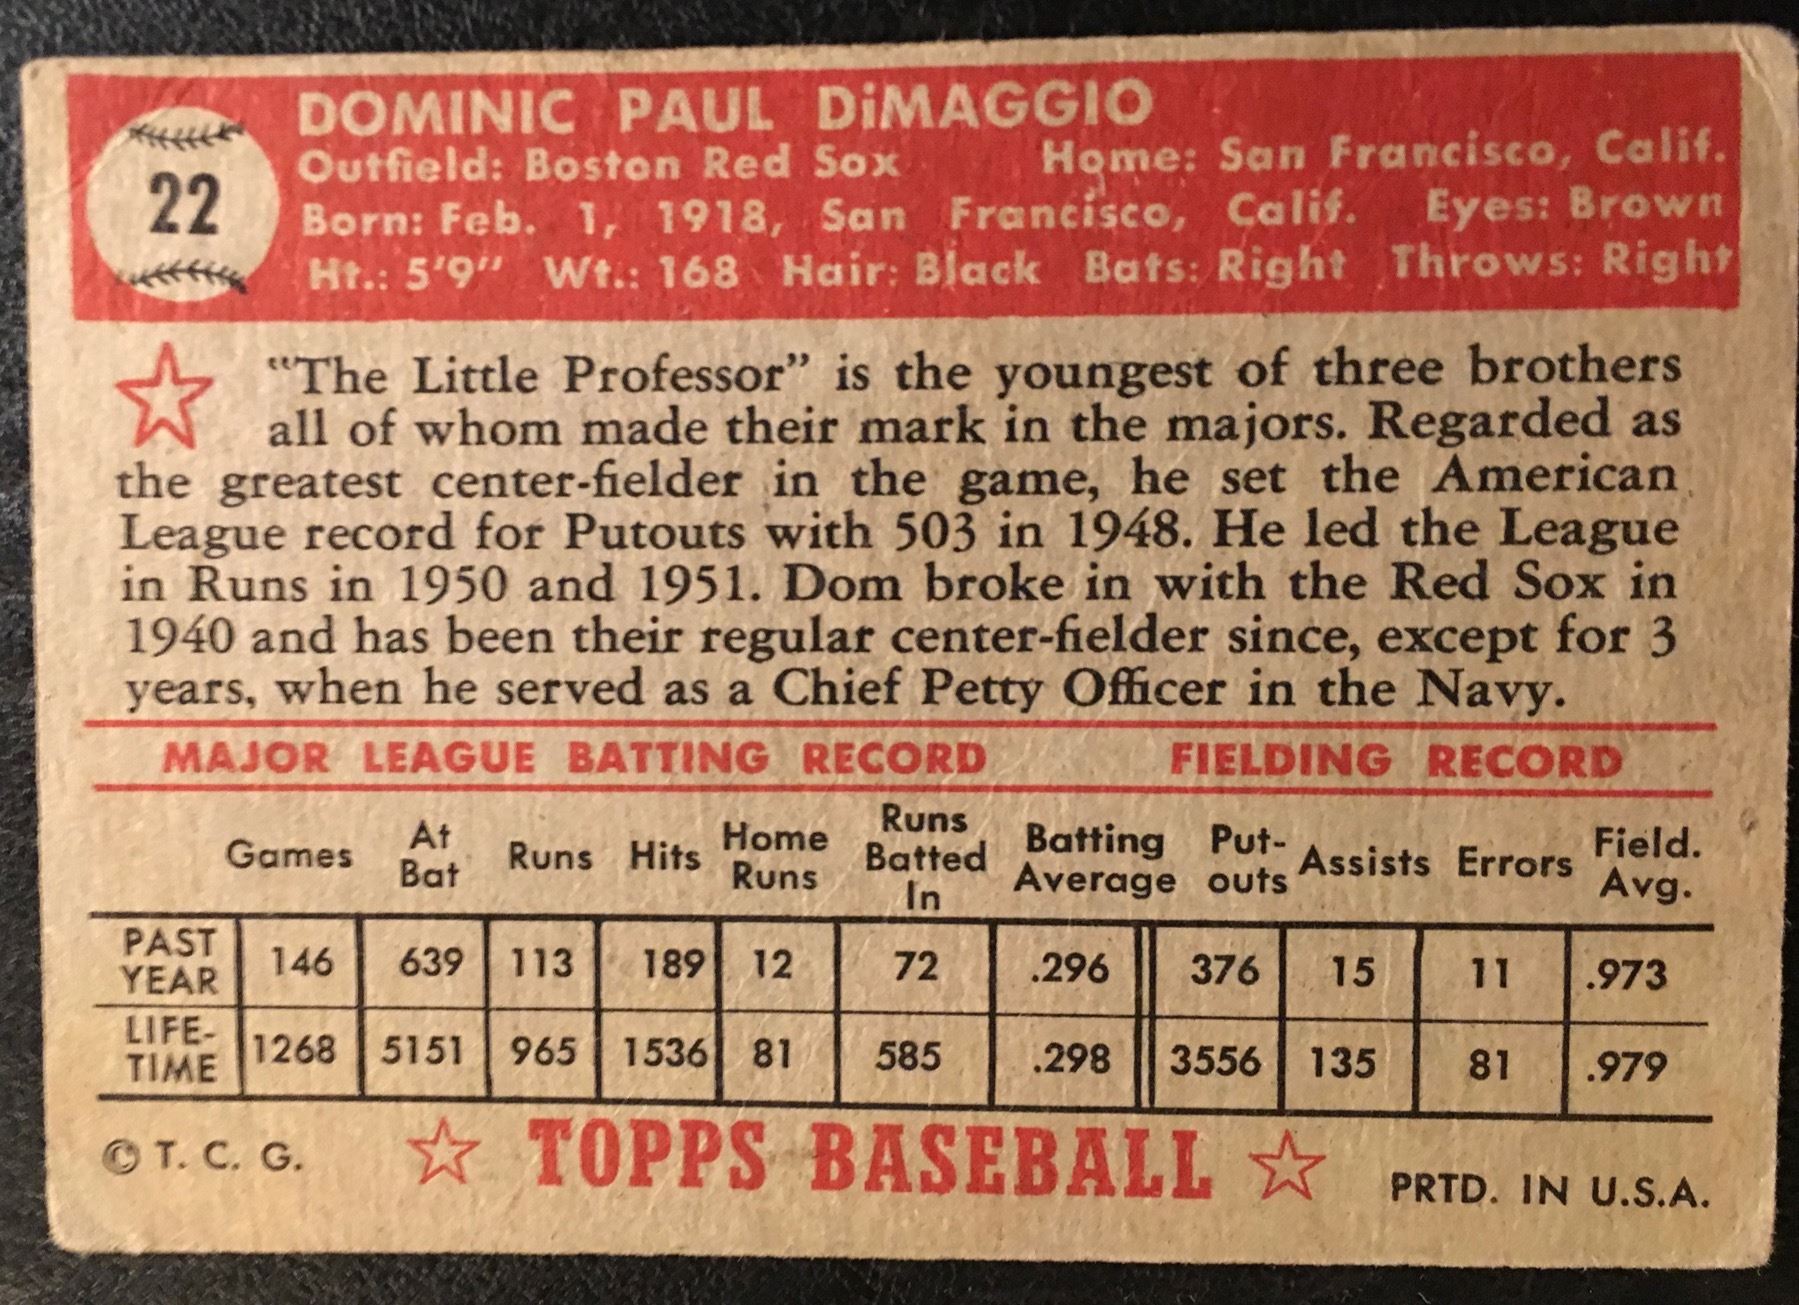 22
DOMINIC PAUL DiMAGGIO
Outfield: Boston Red Sox Home: San Francisco, Calif.
Born: Feb. 1, 1918, San Francisco, Calif. Eyes: Brown
Ht.: 5'9" Wt.: 168 Hair: Black Bats: Right Throws: Right
"The Little Professor" is the youngest of three brothers
all of whom made their mark in the majors. Regarded as
the greatest center-fielder in the game, he set the American
League record for Putouts with 503 in 1948. He led the League
in Runs in 1950 and 1951. Dom broke in with the Red Sox in
1940 and has been their regular center-fielder since, except for 3
years, when he served as a Chief Petty Officer in the Navy.
MAJOR LEAGUE BATTING RECORD FIELDING RECORD
Games At Bat Runs Hits Home Runs Runs Batted In Batting Average Put-outs Assists Errors Field. Avg.
PAST YEAR 146 639 113 189 12 72 .296 376 15 11 .973
LIFE-TIME 1268 5151 965 1536 81 585 .298 3556 135 81 .979
© T. C. G. TOPPS BASEBALL PRTD. IN U.S.A.